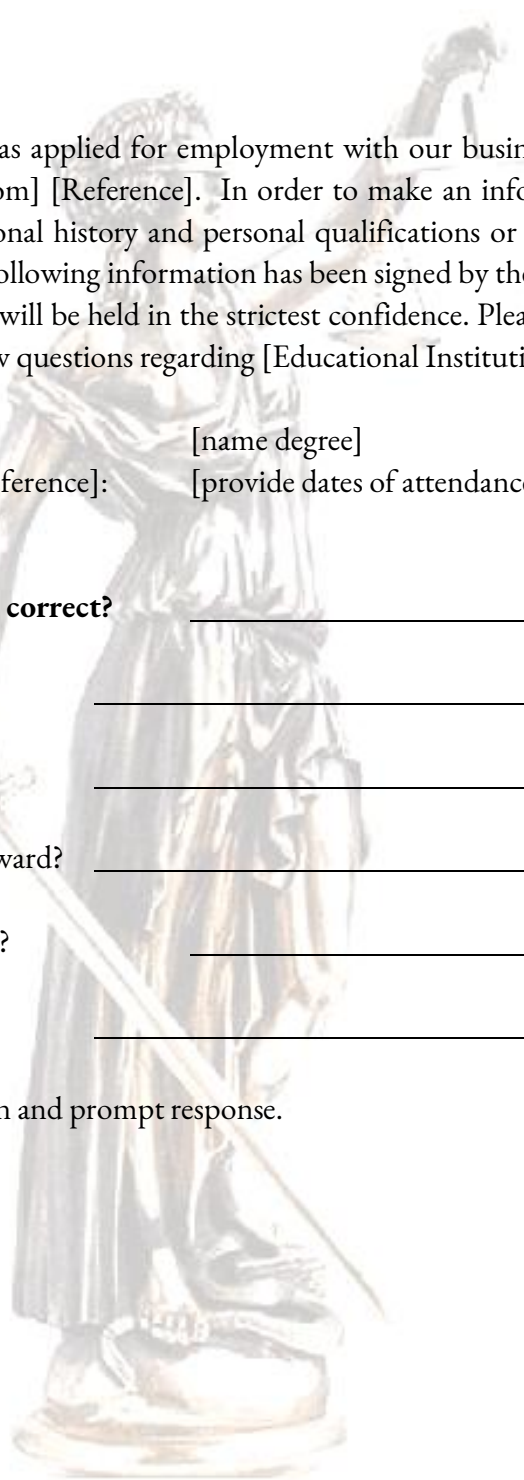 as applied for employment with our busin
om] [Reference]. In order to make an info
onal history and personal qualifications or
ollowing information has been signed by the
will be held in the strictest confidence. Plea
w questions regarding [Educational Instituti
[name degree]
ference]: [provide dates of attendance
correct?
ward?
?
n and prompt response.